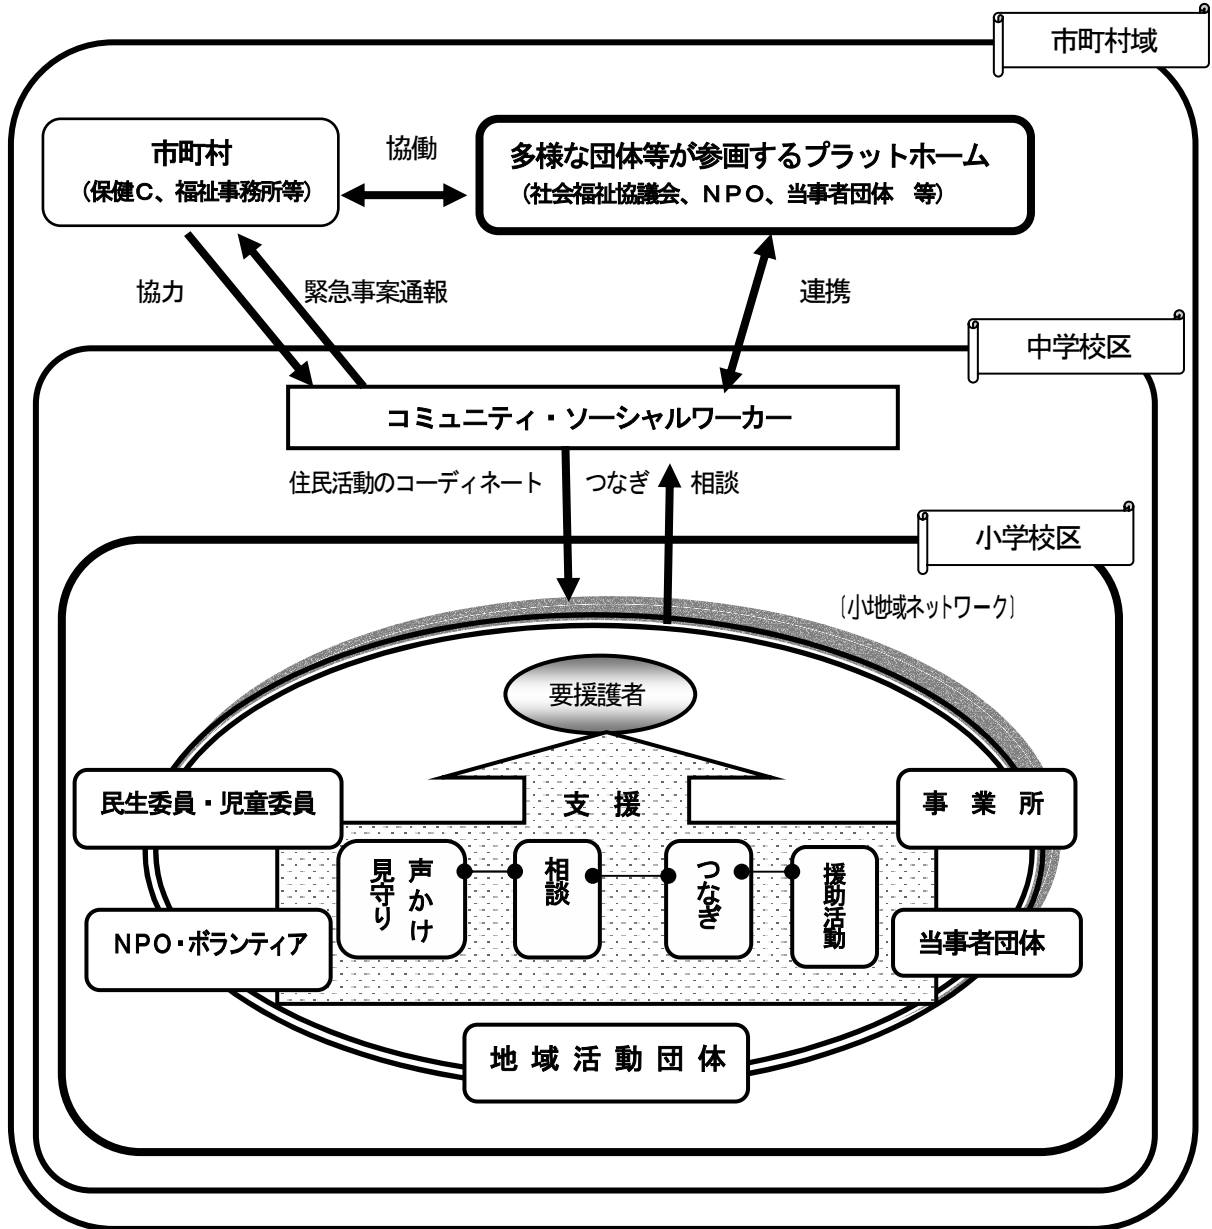 市町村域
市町村
(保健C、福祉事務所等)
協働
多様な団体等が参画するプラットホーム
(社会福祉協議会、NPO、当事者団体 等)
協力
緊急事案通報
連携
中学校区
コミュニティ・ソーシャルワーカー
住民活動のコーディネート
つなぎ
相談
小学校区
〔小地域ネットワーク〕
要援護者
民生委員・児童委員
支 援
事 業 所
声かけ
見守り
相談
つなぎ
援助活動
NPO・ボランティア
当事者団体
地 域 活 動 団 体